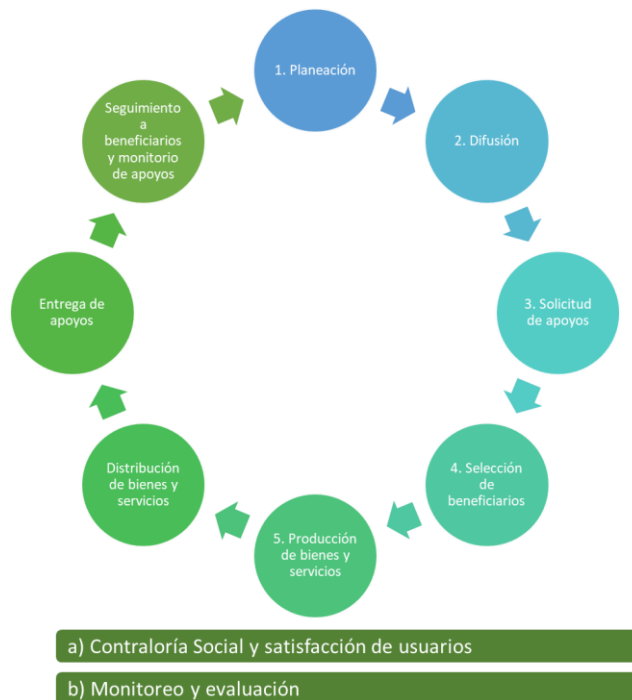 1. Planeación
2. Difusión
3. Solicitud
de apoyos
4. Selección
de
beneficiarios
5. Producción
de bienes y
servicios
Distribución
de bienes y
servicios
Entrega de
apoyos
Seguimiento
a
beneficiarios
y monitorio
de apoyos
a) Contraloría Social y satisfacción de usuarios
b) Monitoreo y evaluación